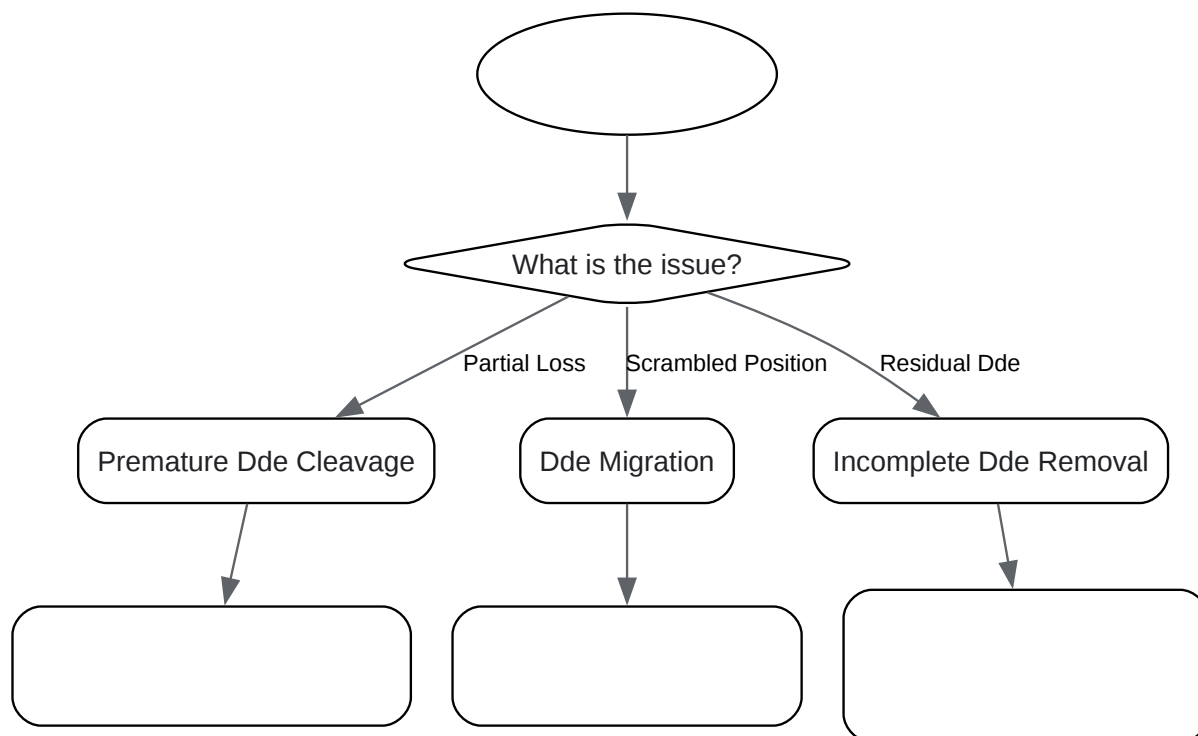 What is the issue?
Partial Loss
Scrambled Position
Residual Dde
Premature Dde Cleavage
Dde Migration
Incomplete Dde Removal